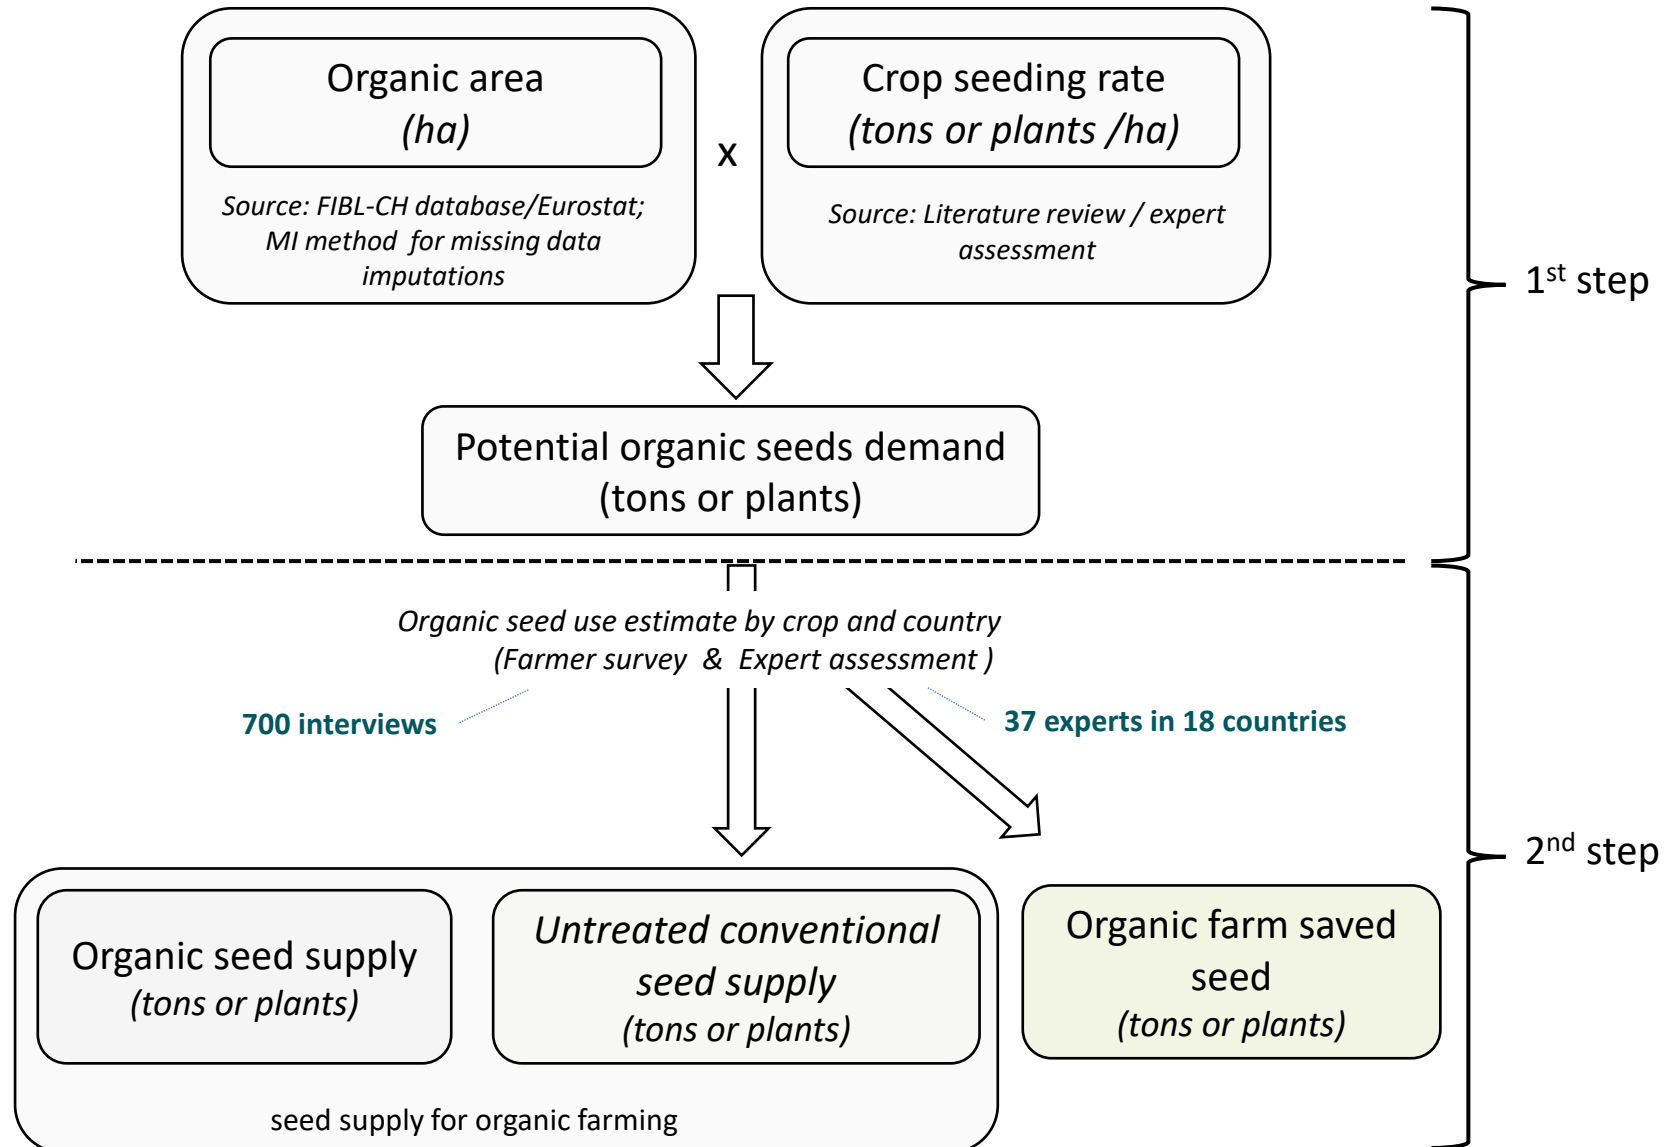 Organic area
(ha)
Source: FIBL-CH database/Eurostat;
MI method for missing data
imputations
x
Crop seeding rate
(tons or plants /ha)
Source: Literature review / expert
assessment
1st step
Potential organic seeds demand
(tons or plants)
Organic seed use estimate by crop and country
(Farmer survey & Expert assessment )
700 interviews
37 experts in 18 countries
2nd step
Organic seed supply
(tons or plants)
Untreated conventional
seed supply
(tons or plants)
Organic farm saved
seed
(tons or plants)
seed supply for organic farming